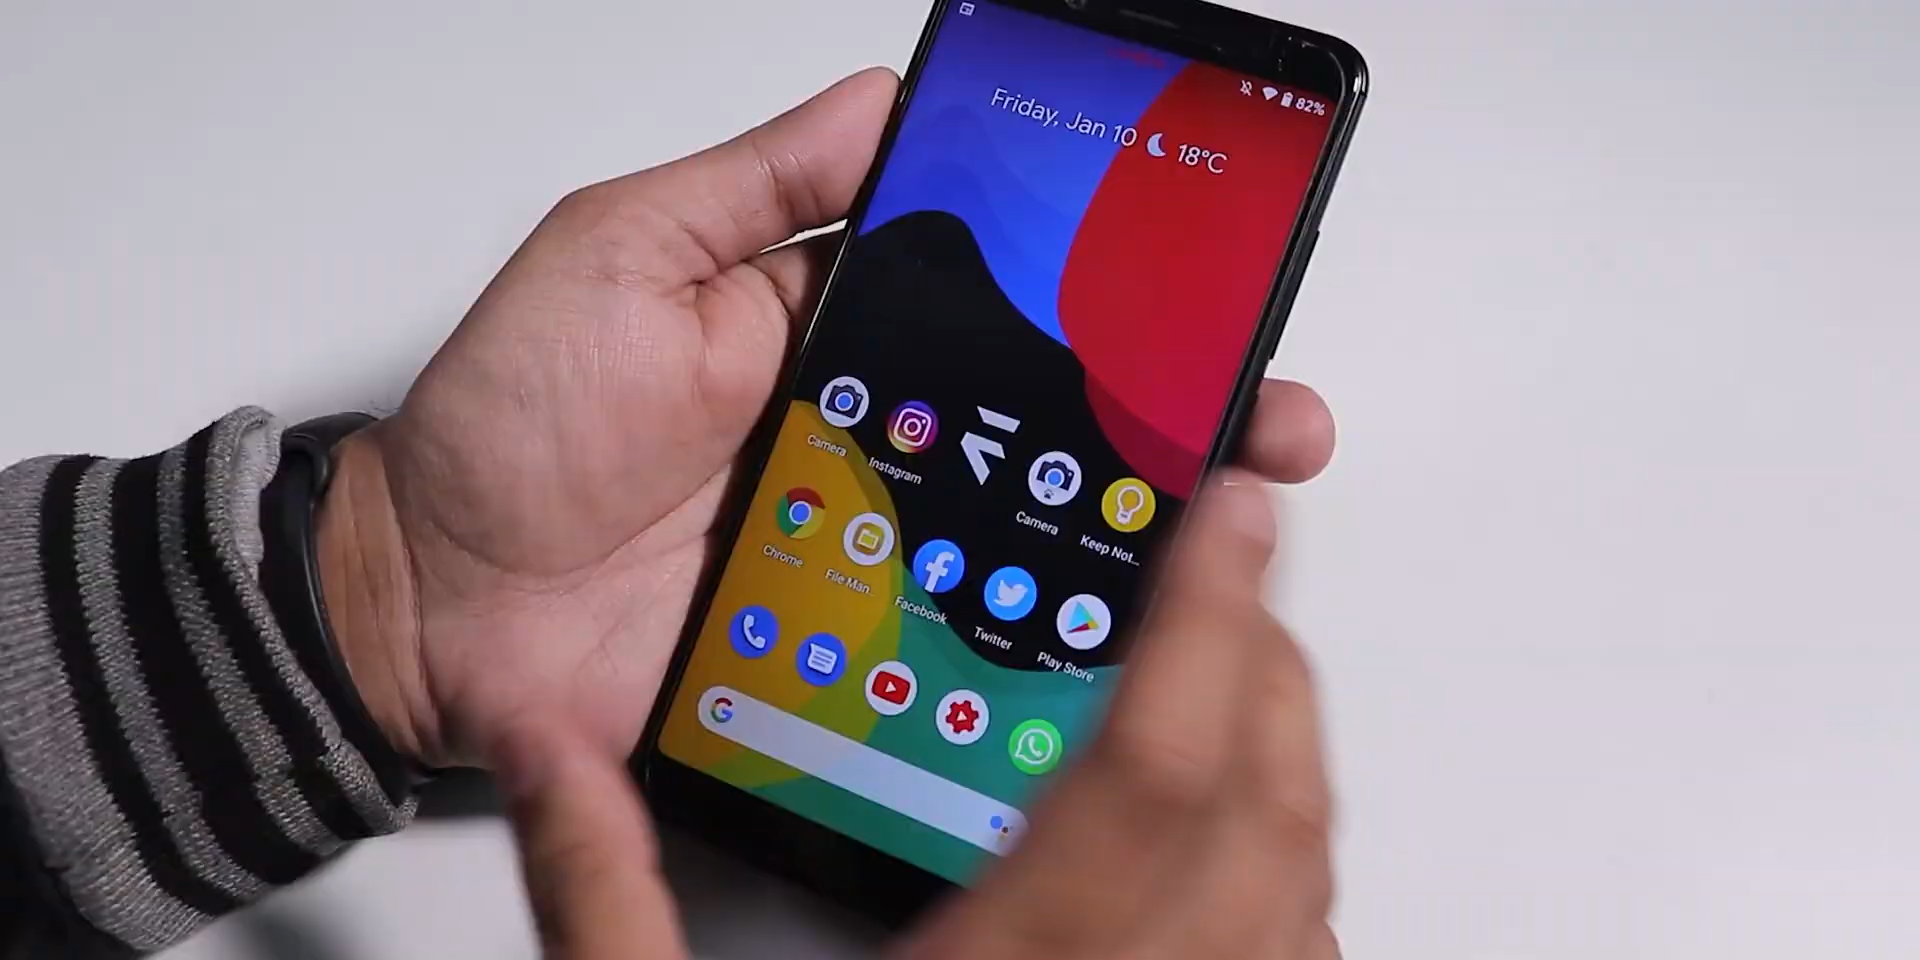 82%
Friday, Jan 10 18°C
Camera
Instagram
Camera
Keep Not...
Chrome
File Man...
Facebook
Twitter
Play Store